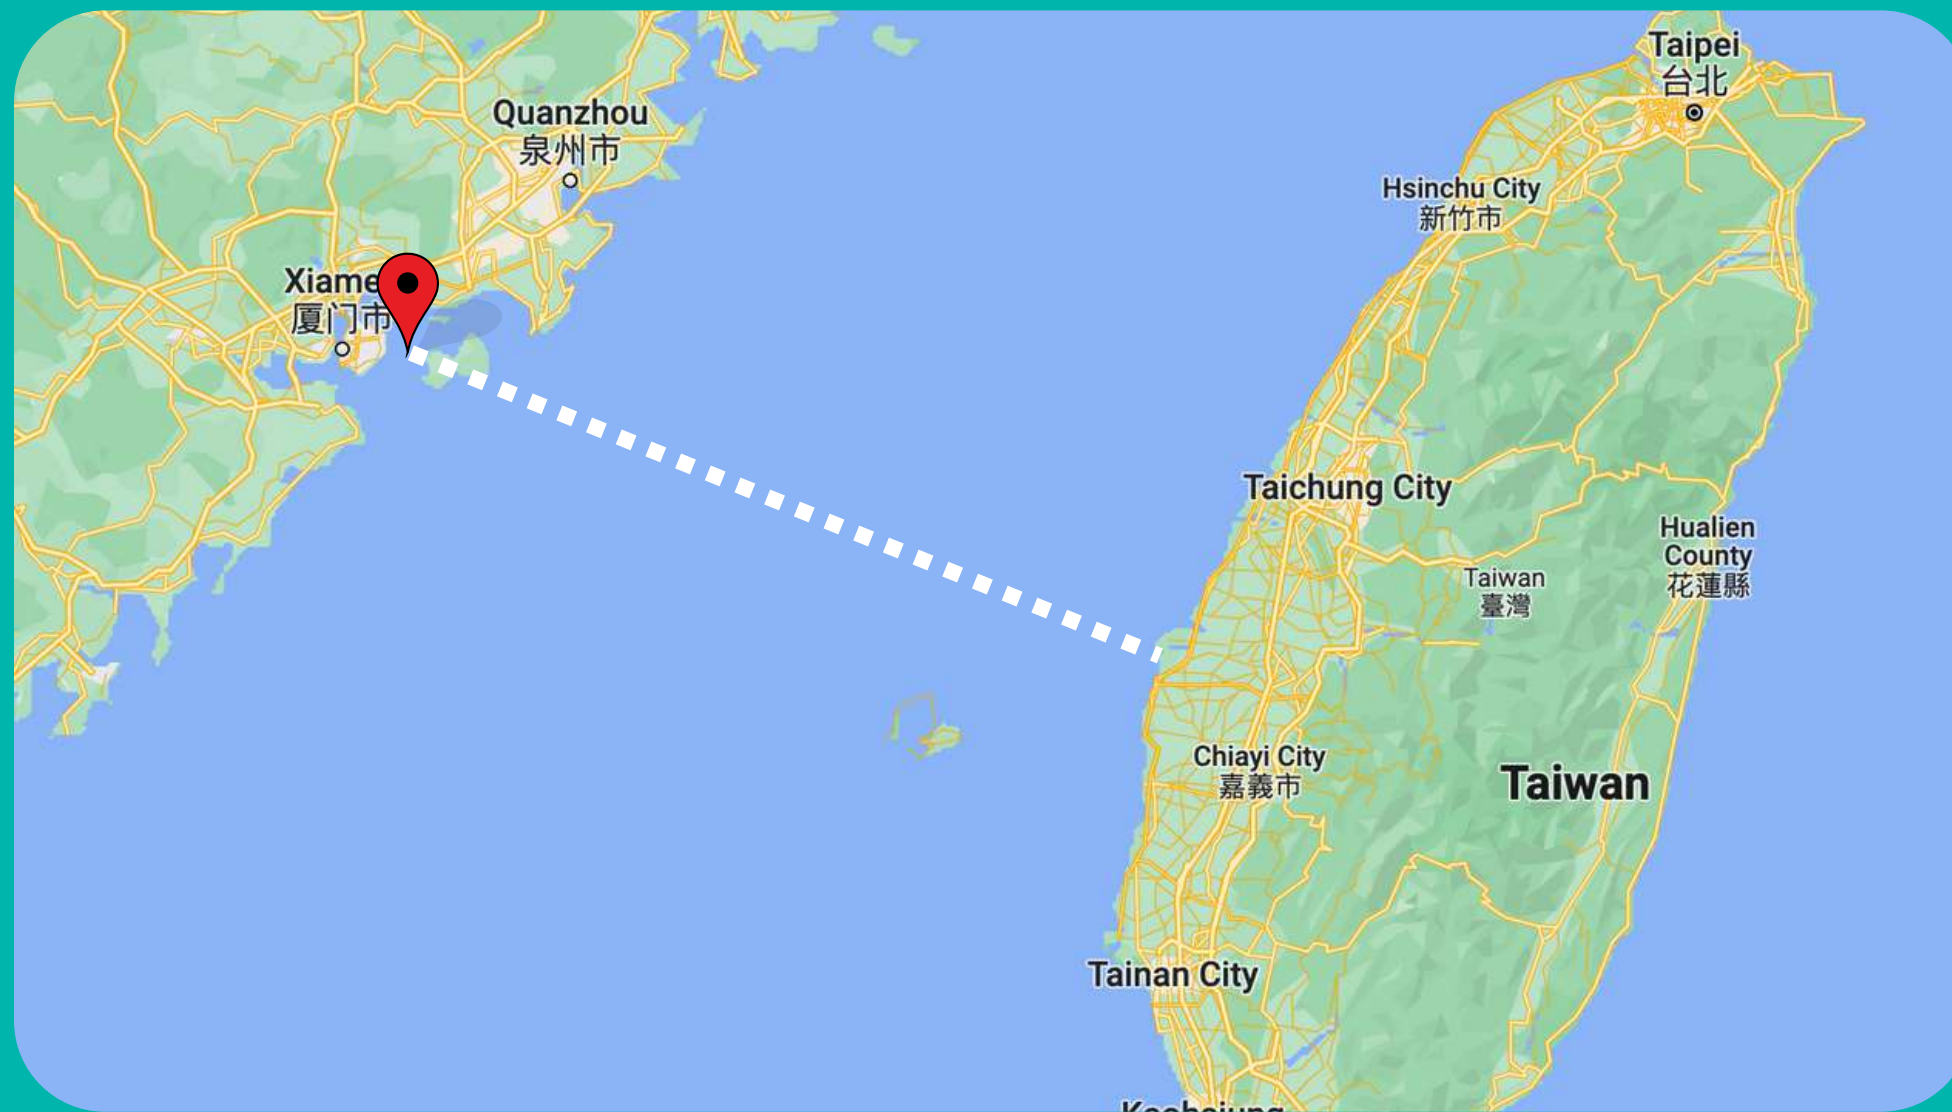 Taipei
台北
Quanzhou
泉州市
Hsinchu City
新竹市
Xiame
厦门市
Taichung City
Hualien
County
花蓮縣
Taiwan
臺灣
Chiayi City
嘉義市
Taiwan
Tainan City
Kaohsiung